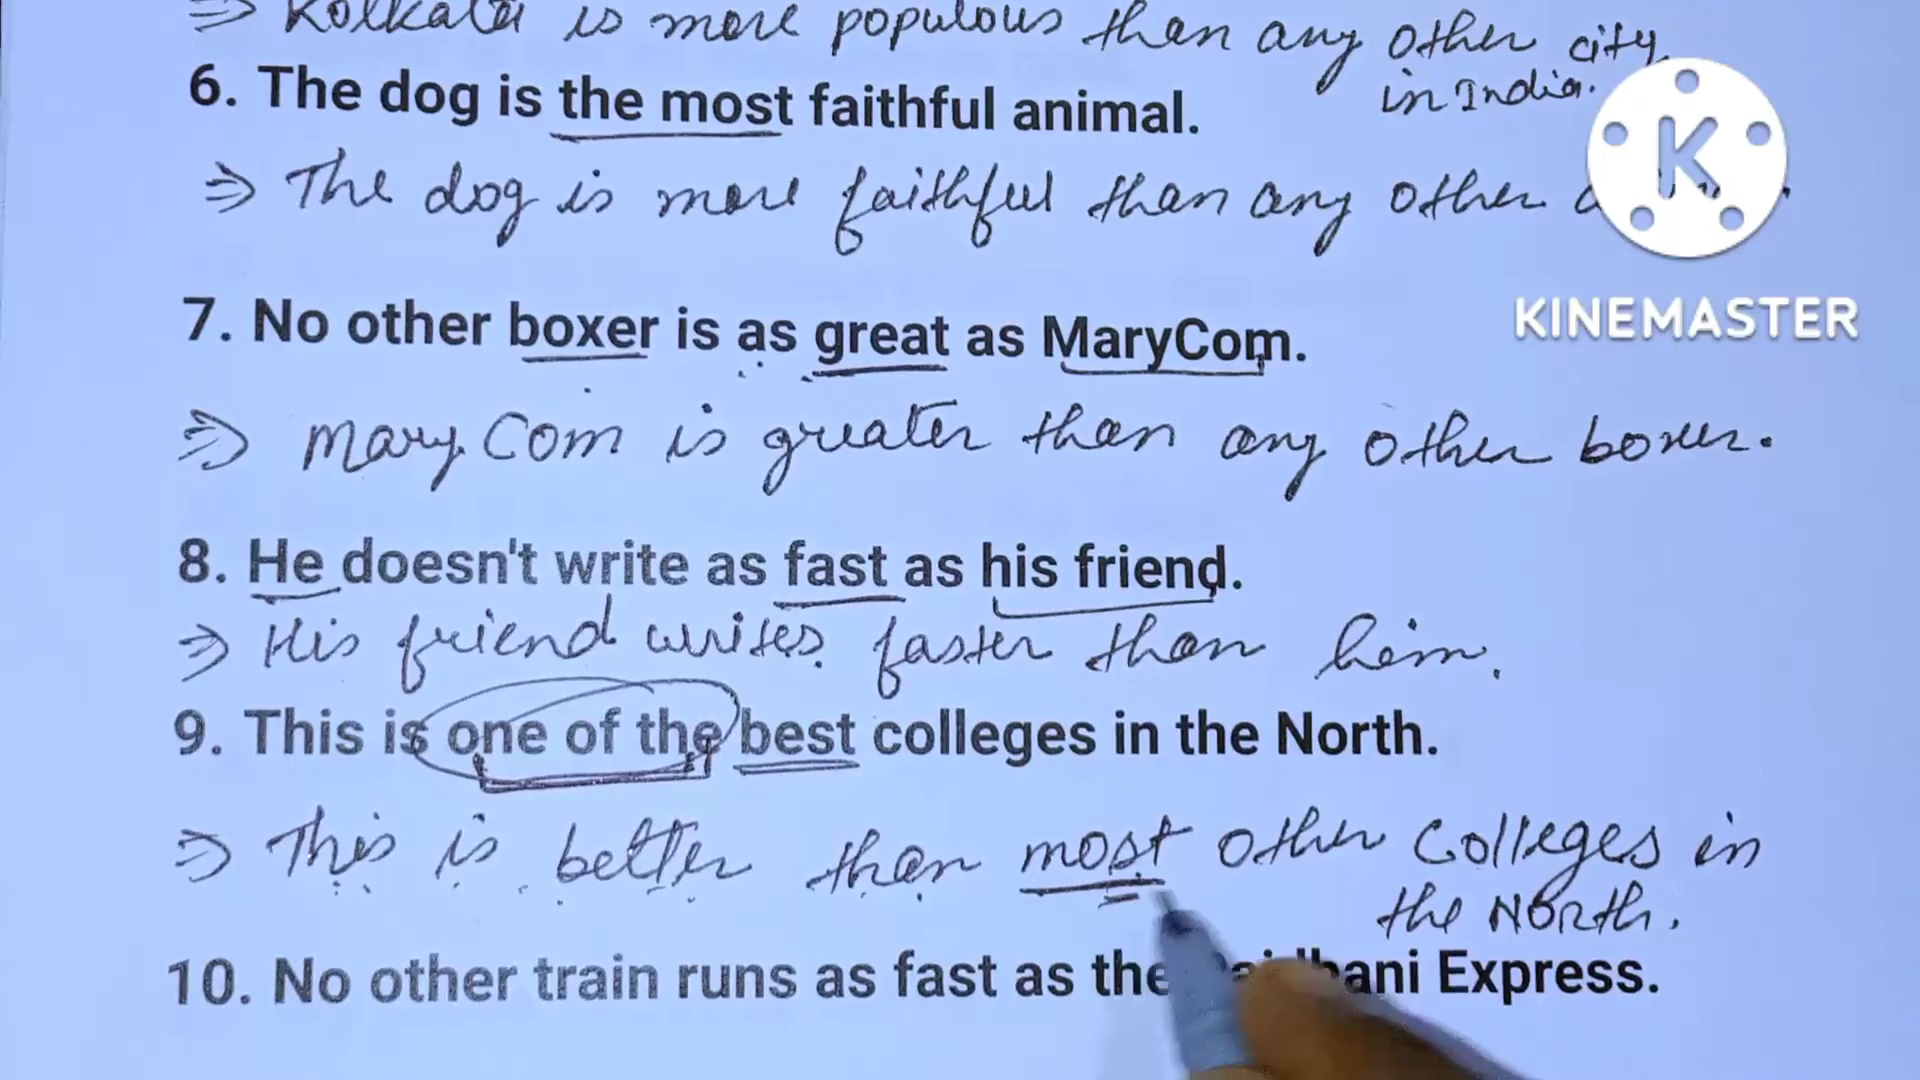 ⇒ Kolkata is more populous than any other city
in India.
6. The dog is the most faithful animal.
⇒ The dog is more faithful than any other
K
KINEMASTER
7. No other boxer is as great as MaryCom.
⇒ Mary Com is greater than any other boxer.
8. He doesn't write as fast as his friend.
⇒ His friend writes faster than him.
9. This is one of the best colleges in the North.
⇒ This is better than most other Colleges in
the North.
10. No other train runs as fast as the Express.